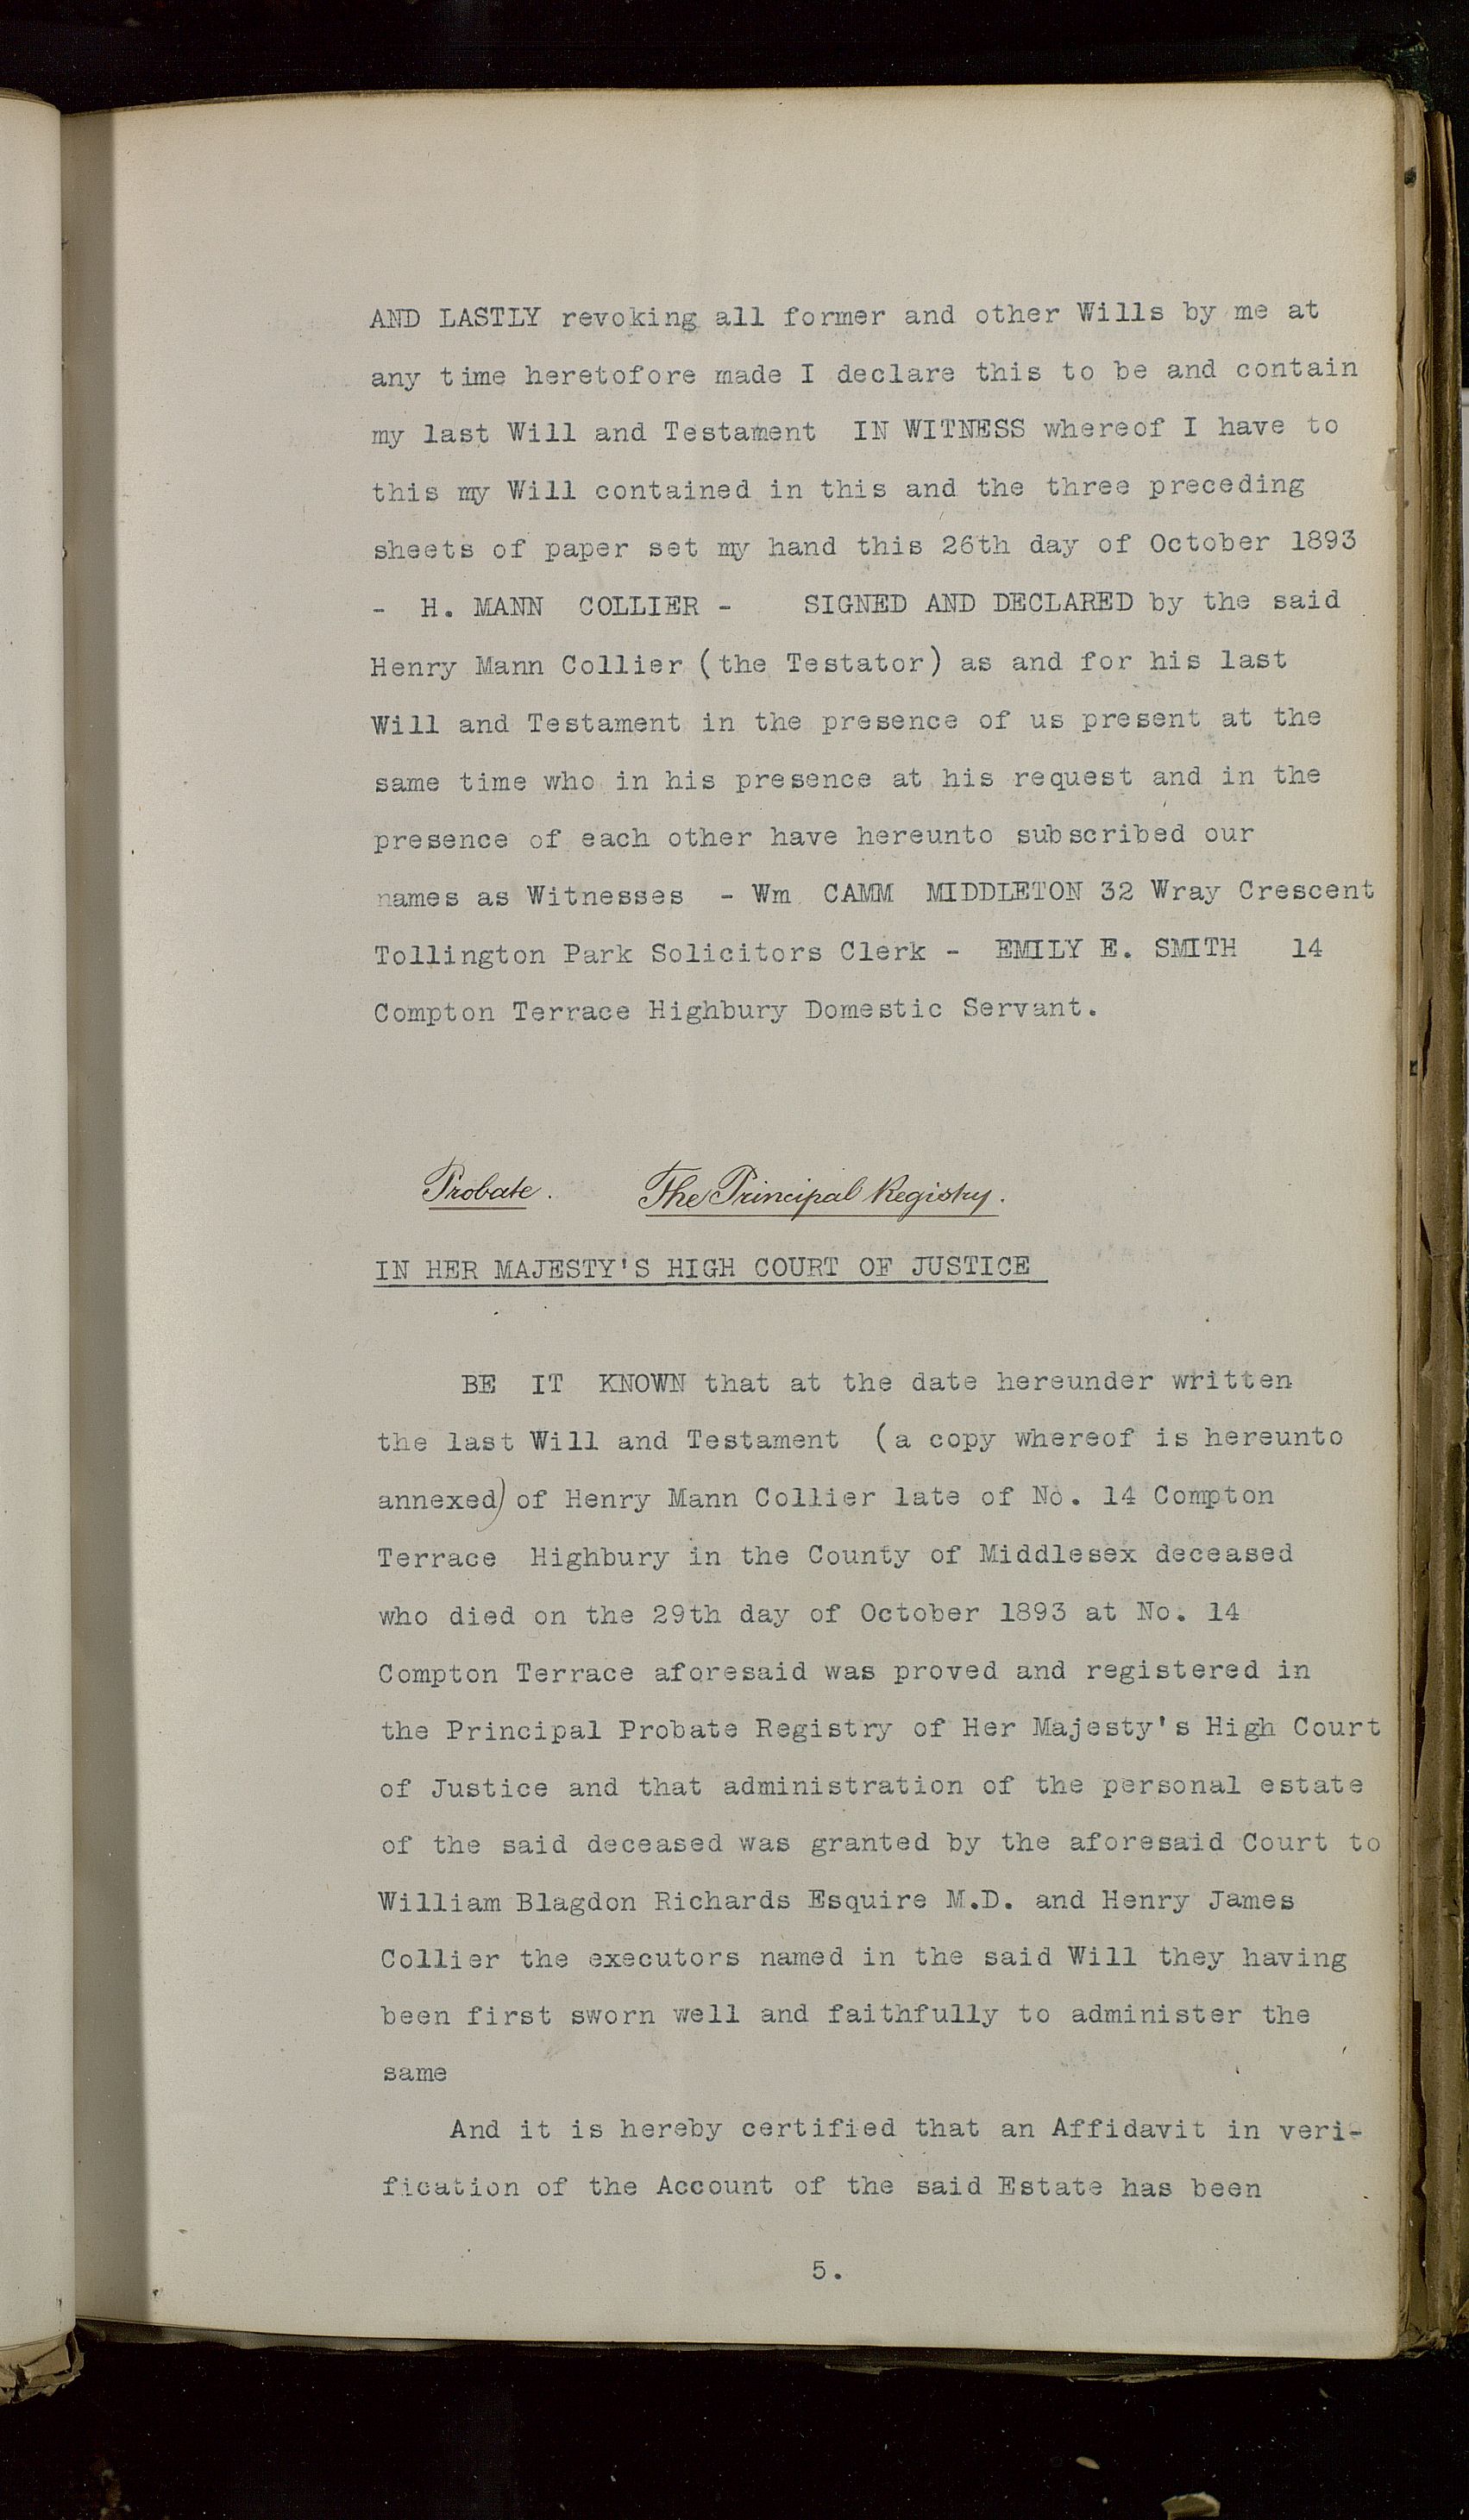 AND LASTLY revoking all former and other Wills by me at
any time heretofore made I declare this to be and contain
my last Will and Testament IN WITNESS whereof I have to
this my Will contained in this and the three preceding
sheets of paper set my hand this 26th day of October 1893
- H. MANN COLLIER - SIGNED AND DECLARED by the said
Henry Mann Collier (the Testator) as and for his last
Will and Testament in the presence of us present at the
same time who in his presence at his request and in the
presence of each other have hereunto subscribed our
names as Witnesses - Wm CAMM MIDDLETON 32 Wray Crescent
Tollington Park Solicitors Clerk - EMILY E. SMITH 14
Compton Terrace Highbury Domestic Servant.
Probate. The Principal Registry.
IN HER MAJESTY'S HIGH COURT OF JUSTICE
BE IT KNOWN that at the date hereunder written
the last Will and Testament (a copy whereof is hereunto
annexed) of Henry Mann Collier late of No. 14 Compton
Terrace Highbury in the County of Middlesex deceased
who died on the 29th day of October 1893 at No. 14
Compton Terrace aforesaid was proved and registered in
the Principal Probate Registry of Her Majesty's High Court
of Justice and that administration of the personal estate
of the said deceased was granted by the aforesaid Court to
William Blagdon Richards Esquire M.D. and Henry James
Collier the executors named in the said Will they having
been first sworn well and faithfully to administer the
same
And it is hereby certified that an Affidavit in veri-
fication of the Account of the said Estate has been
5.